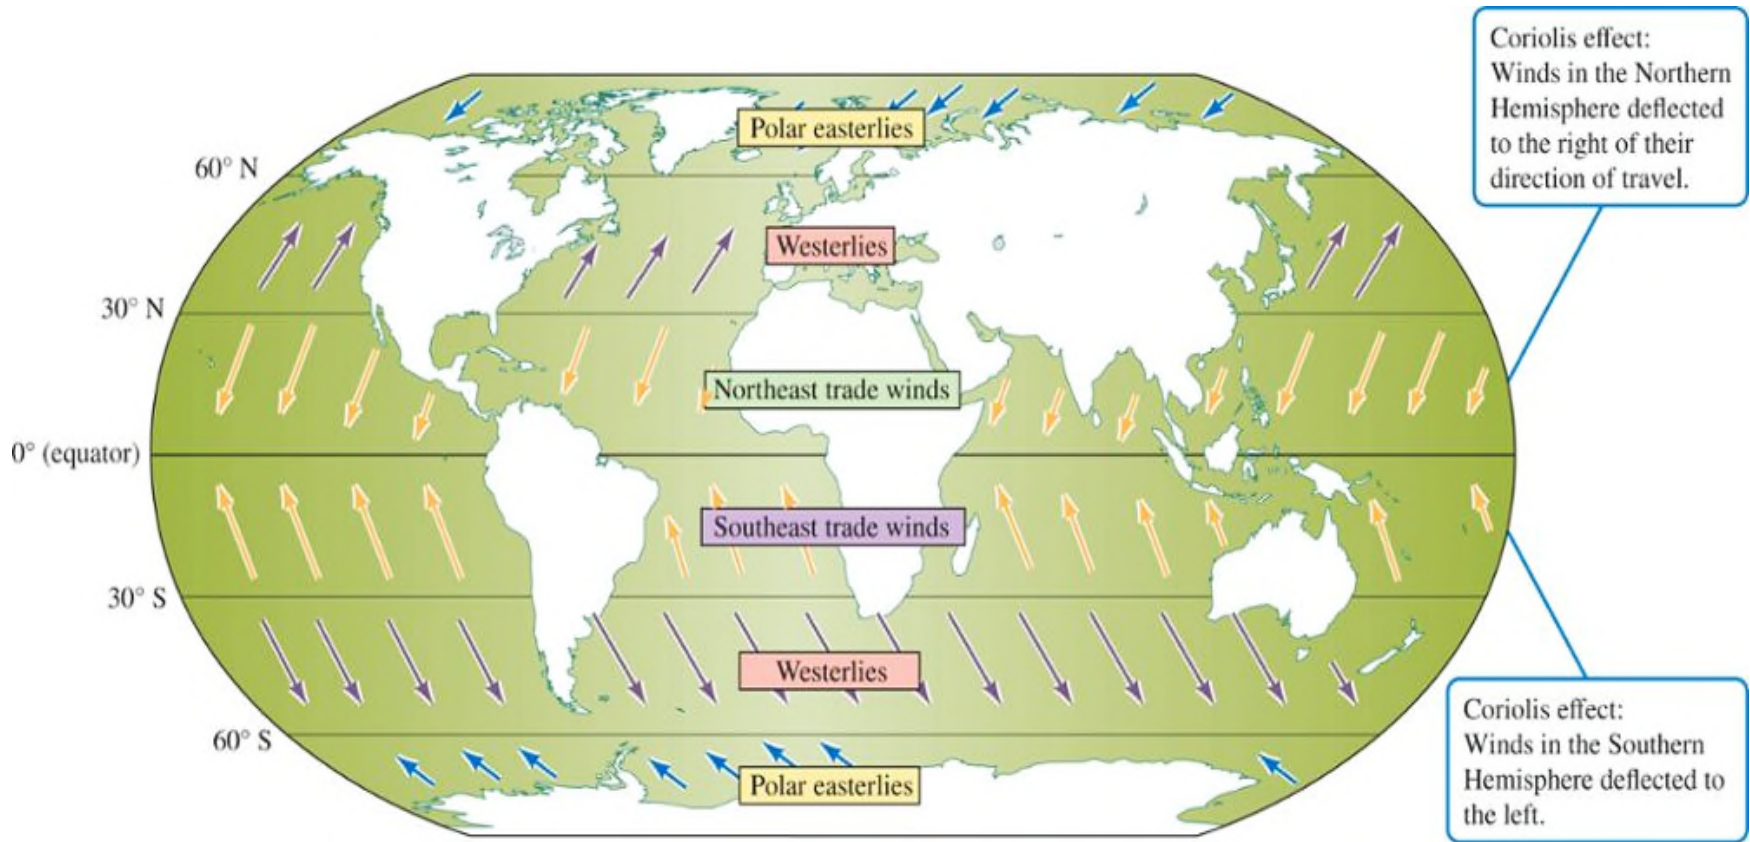 Coriolis effect:
Winds in the Northern
Hemisphere deflected
to the right of their
direction of travel.
Polar easterlies
60° N
Westerlies
30° N
Northeast trade winds
0° (equator)
Southeast trade winds
30° S
Westerlies
60° S
Polar easterlies
Coriolis effect:
Winds in the Southern
Hemisphere deflected to
the left.